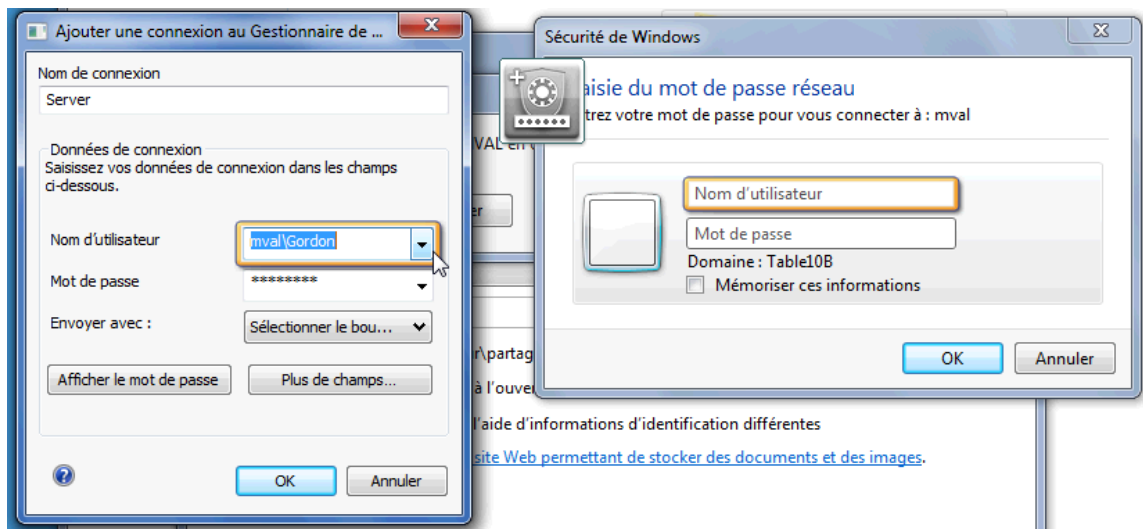 Ajouter une connexion au Gestionnaire de ...
Nom de connexion
Server
Données de connexion
Saisissez vos données de connexion dans les champs
ci-dessous.
Nom d'utilisateur
mval\Gordon
Mot de passe
********
Envoyer avec :
Sélectionner le bou...
Afficher le mot de passe
Plus de champs...
OK
Annuler
Sécurité de Windows
aisie du mot de passe réseau
trez votre mot de passe pour vous connecter à : mval
Nom d'utilisateur
Mot de passe
Domaine : Table10B
Mémoriser ces informations
OK
Annuler
VAL en
er
r\partag
à l'ouver
l'aide d'informations d'identification différentes
site Web permettant de stocker des documents et des images.